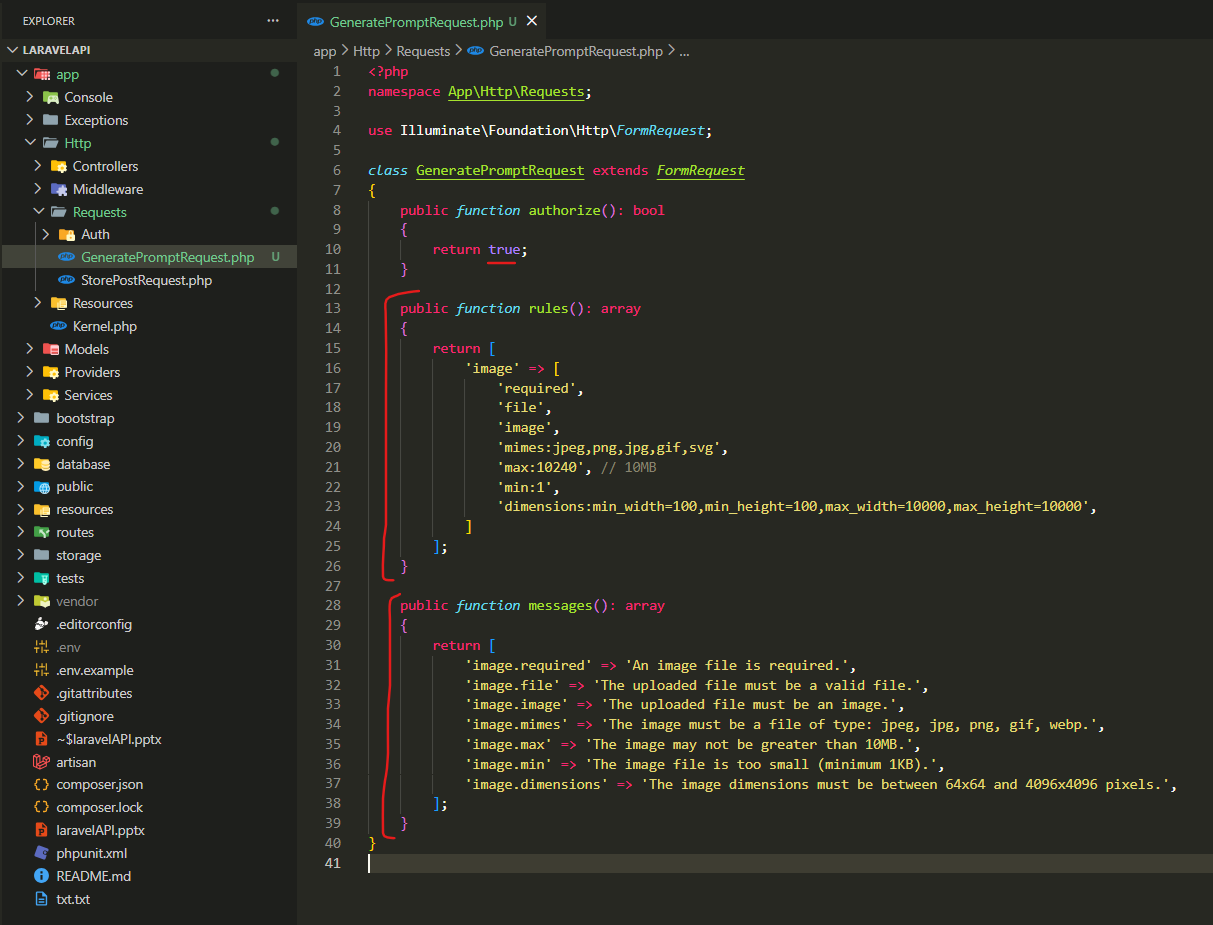 EXPLORER
···
GeneratePromptRequest.php U ×
LARAVELAPI
app > Http > Requests > GeneratePromptRequest.php > ...
app
Console
Exceptions
Http
Controllers
Middleware
Requests
Auth
GeneratePromptRequest.php U
StorePostRequest.php
Resources
Kernel.php
Models
Providers
Services
bootstrap
config
database
public
resources
routes
storage
tests
vendor
.editorconfig
.env
.env.example
.gitattributes
.gitignore
~$laravelAPI.pptx
artisan
composer.json
composer.lock
laravelAPI.pptx
phpunit.xml
README.md
txt.txt
1 <?php
2 namespace App\Http\Requests;
3
4 use Illuminate\Foundation\Http\FormRequest;
5
6 class GeneratePromptRequest extends FormRequest
7 {
8 public function authorize(): bool
9 {
10 return true;
11 }
12
13 public function rules(): array
14 {
15 return [
16 'image' => [
17 'required',
18 'file',
19 'image',
20 'mimes:jpeg,png,jpg,gif,svg',
21 'max:10240', // 10MB
22 'min:1',
23 'dimensions:min_width=100,min_height=100,max_width=10000,max_height=10000',
24 ]
25 ];
26 }
27
28 public function messages(): array
29 {
30 return [
31 'image.required' => 'An image file is required.',
32 'image.file' => 'The uploaded file must be a valid file.',
33 'image.image' => 'The uploaded file must be an image.',
34 'image.mimes' => 'The image must be a file of type: jpeg, jpg, png, gif, webp.',
35 'image.max' => 'The image may not be greater than 10MB.',
36 'image.min' => 'The image file is too small (minimum 1KB).',
37 'image.dimensions' => 'The image dimensions must be between 64x64 and 4096x4096 pixels.',
38 ];
39 }
40 }
41